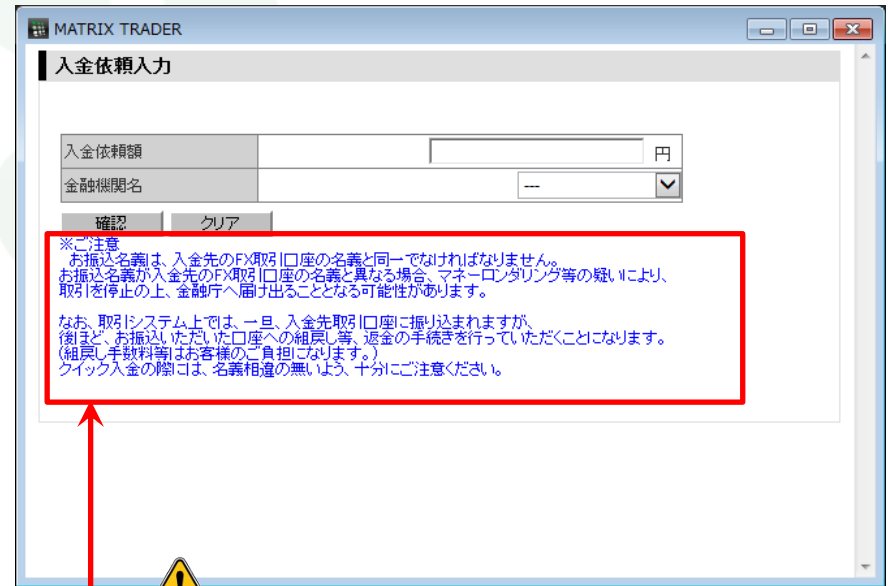 MATRIX TRADER
入金依頼入力
入金依頼額
円
金融機関名
---
確認
クリア
※ご注意
お振込名義は、入金先のFX取引口座の名義と同一でなければなりません。
お振込名義が入金先のFX取引口座の名義と異なる場合、マネーロンダリング等の疑いにより、
取引を停止の上、金融庁へ届け出ることとなる可能性があります。
なお、取引システム上では、一旦、入金先取引口座に振り込まれますが、
後ほど、お振込いただいた口座への組戻し等、返金の手続きを行っていただくことになります。
(組戻し手数料等はお客様のご負担になります。)
クイック入金の際には、名義相違の無いよう、十分にご注意ください。